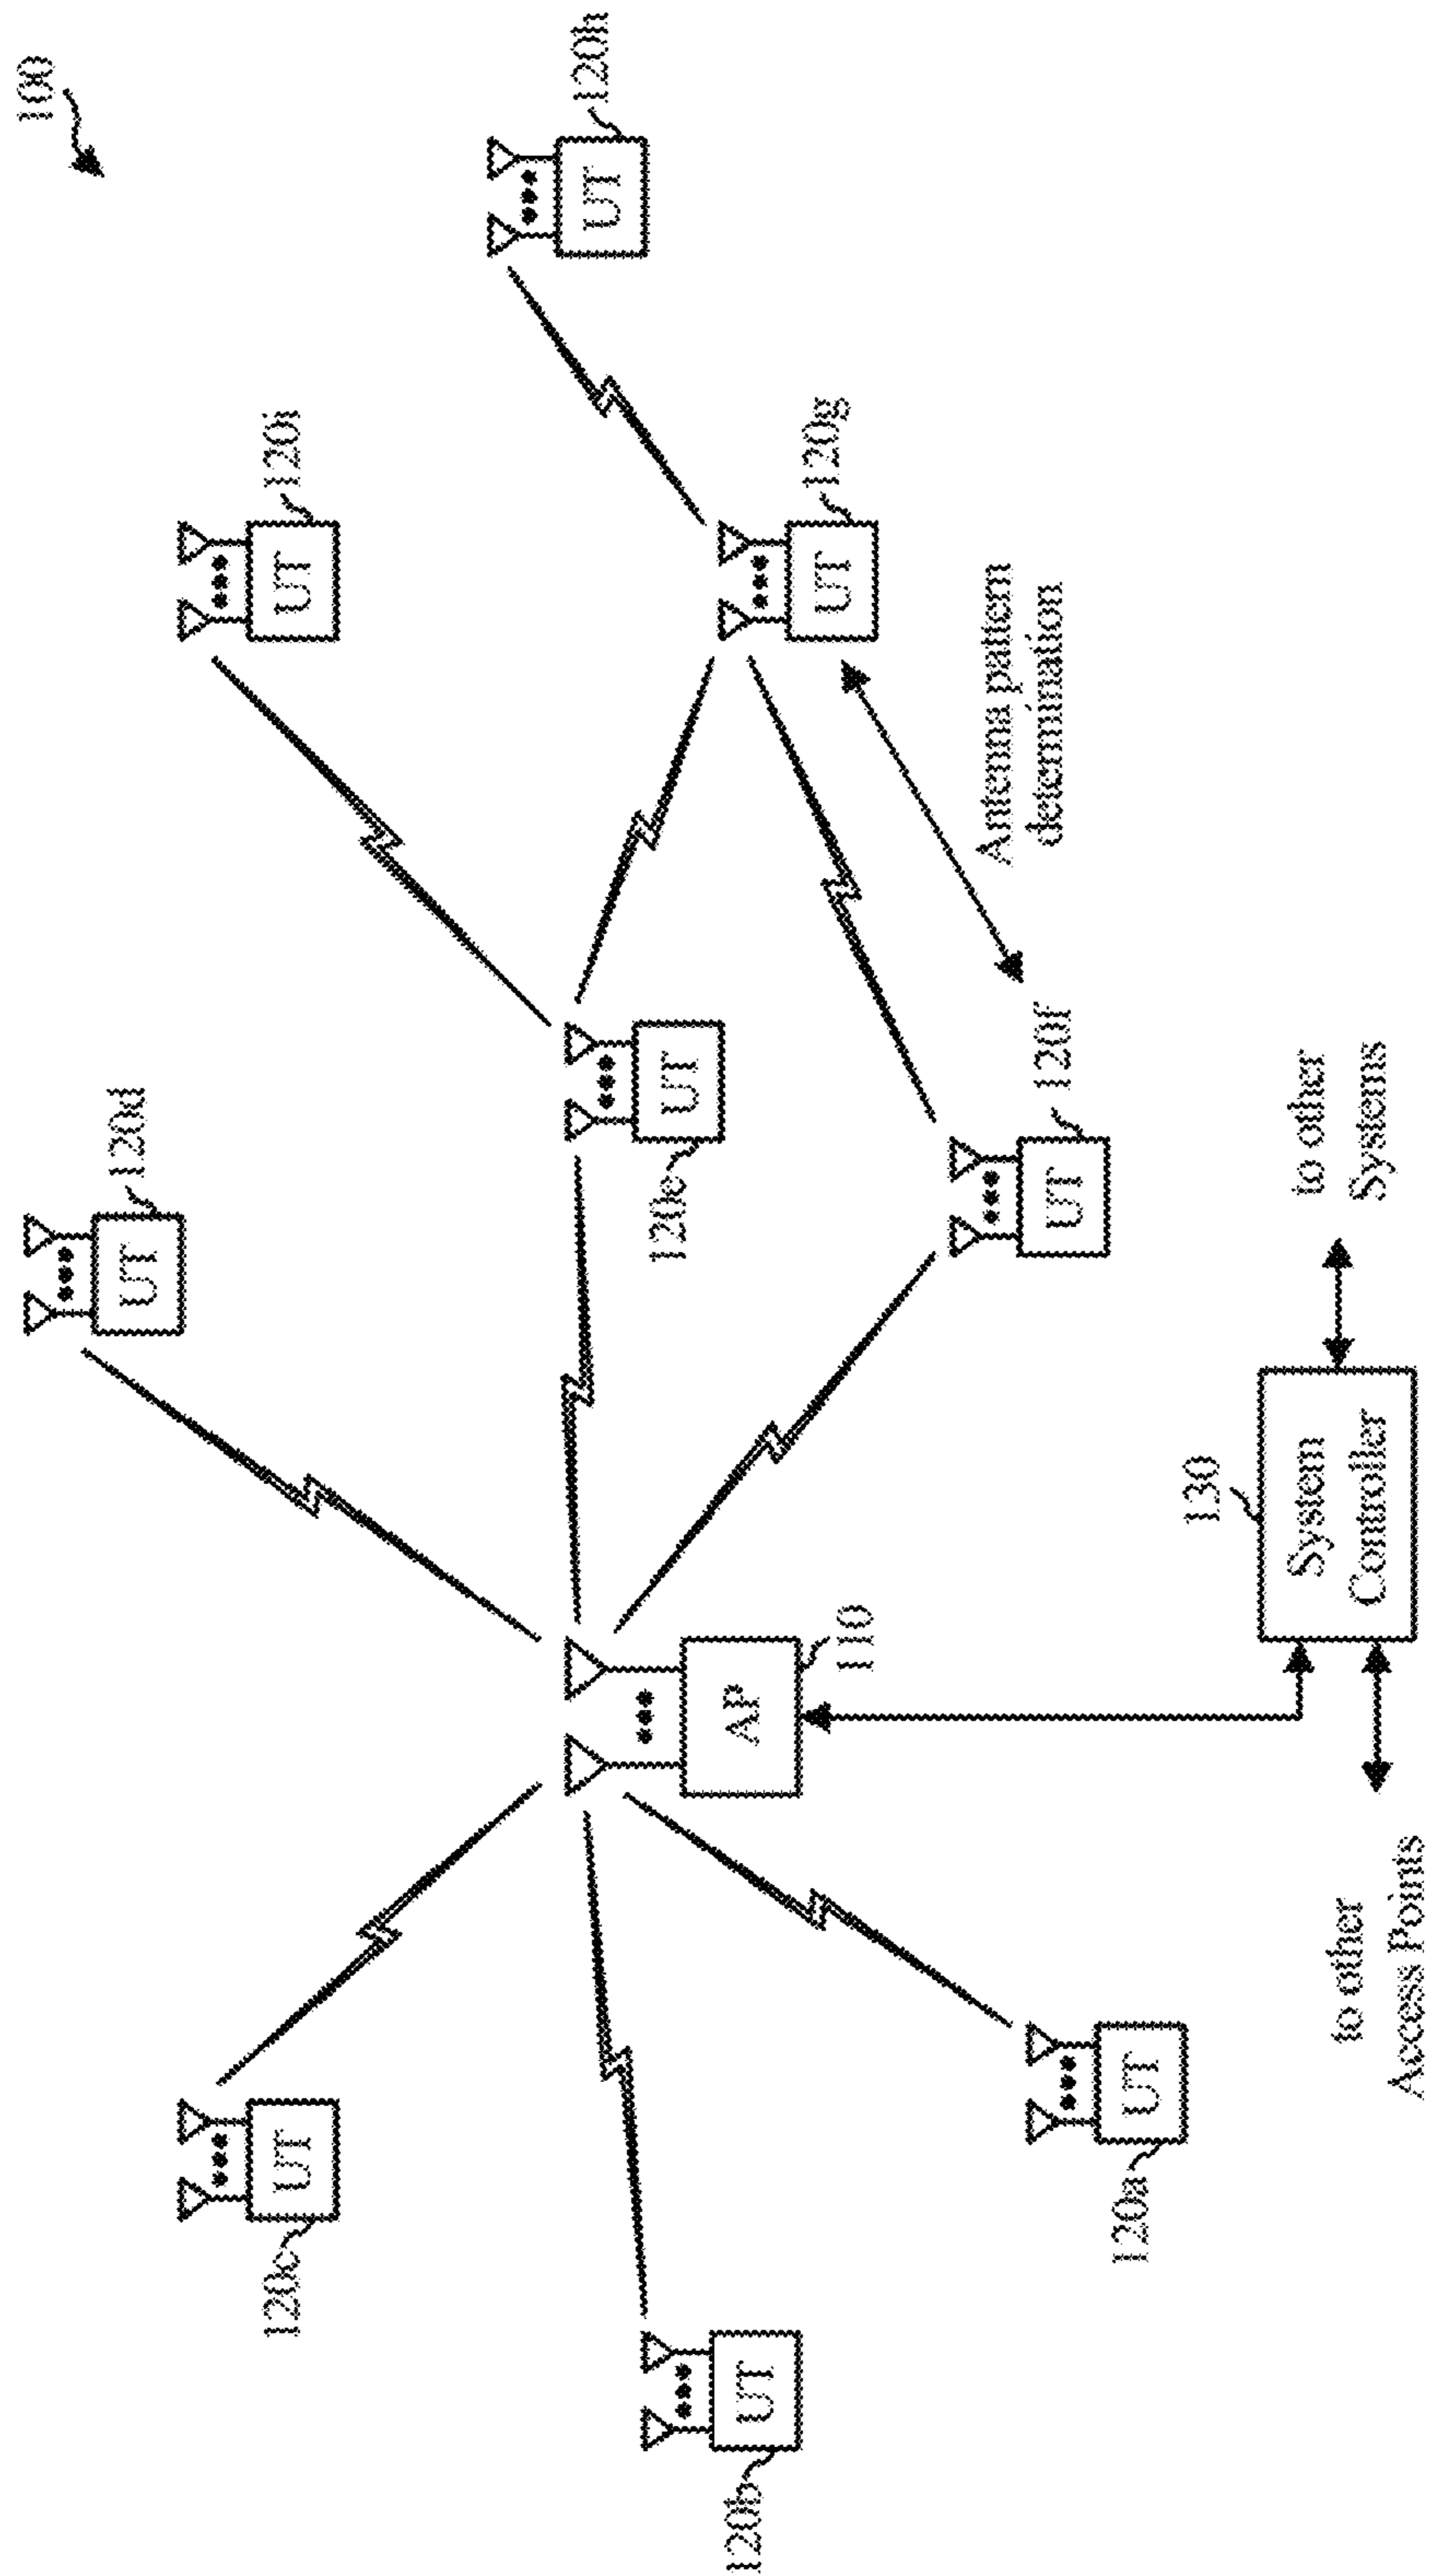 100
120d
UT
120i
UT
120h
UT
120c
UT
120e
UT
120g
UT
AP
110
120b
UT
Antenna pattern
determination
120f
UT
120a
UT
130
System
Controller
to other
Systems
to other
Access Points